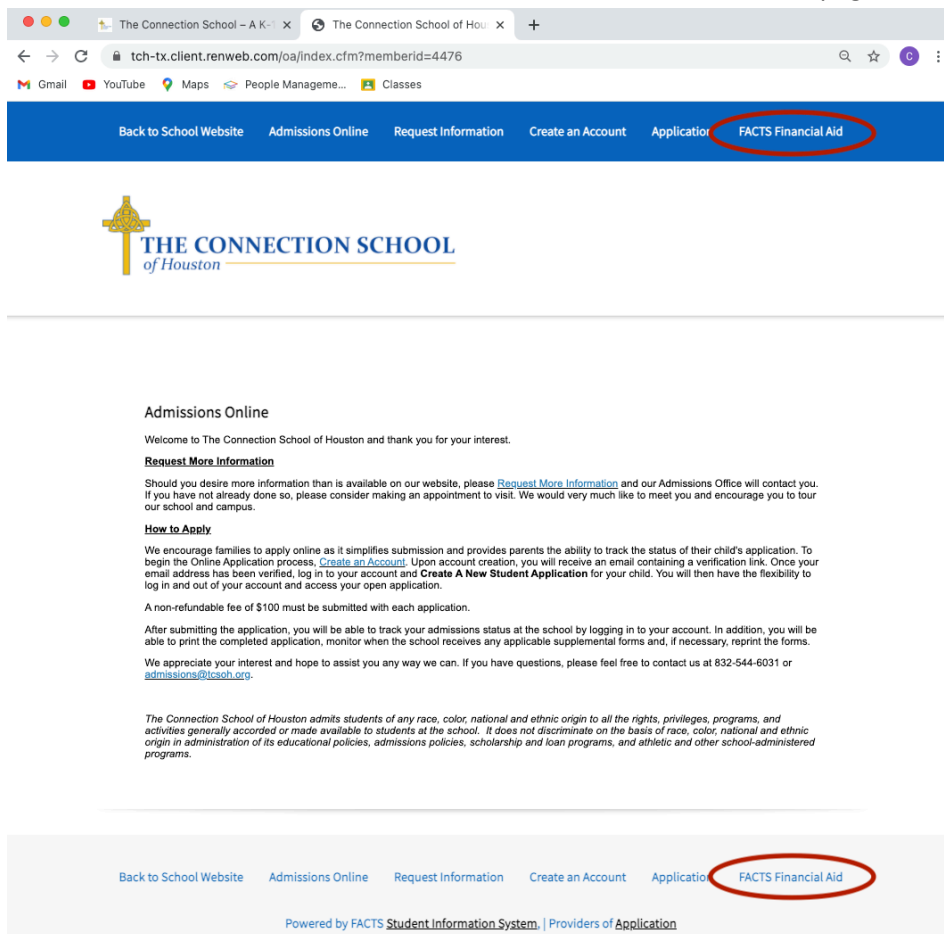 The Connection School – A K-1
The Connection School of Hou
tch-tx.client.renweb.com/oa/index.cfm?memberid=4476
C
Gmail YouTube Maps People Manageme... Classes
Back to School Website Admissions Online Request Information Create an Account Application FACTS Financial Aid
THE CONNECTION SCHOOL
of Houston
Admissions Online
Welcome to The Connection School of Houston and thank you for your interest.
Request More Information
Should you desire more information than is available on our website, please Request More Information and our Admissions Office will contact you.
If you have not already done so, please consider making an appointment to visit. We would very much like to meet you and encourage you to tour
our school and campus.
How to Apply
We encourage families to apply online as it simplifies submission and provides parents the ability to track the status of their child's application. To
begin the Online Application process, Create an Account. Upon account creation, you will receive an email containing a verification link. Once your
email address has been verified, log in to your account and Create A New Student Application for your child. You will then have the flexibility to
log in and out of your account and access your open application.
A non-refundable fee of $100 must be submitted with each application.
After submitting the application, you will be able to track your admissions status at the school by logging in to your account. In addition, you will be
able to print the completed application, monitor when the school receives any applicable supplemental forms and, if necessary, reprint the forms.
We appreciate your interest and hope to assist you any way we can. If you have questions, please feel free to contact us at 832-544-6031 or
admissions@tcsoh.org.
The Connection School of Houston admits students of any race, color, national and ethnic origin to all the rights, privileges, programs, and
activities generally accorded or made available to students at the school. It does not discriminate on the basis of race, color, national and ethnic
origin in administration of its educational policies, admissions policies, scholarship and loan programs, and athletic and other school-administered
programs.
Back to School Website Admissions Online Request Information Create an Account Application FACTS Financial Aid
Powered by FACTS Student Information System, | Providers of Application